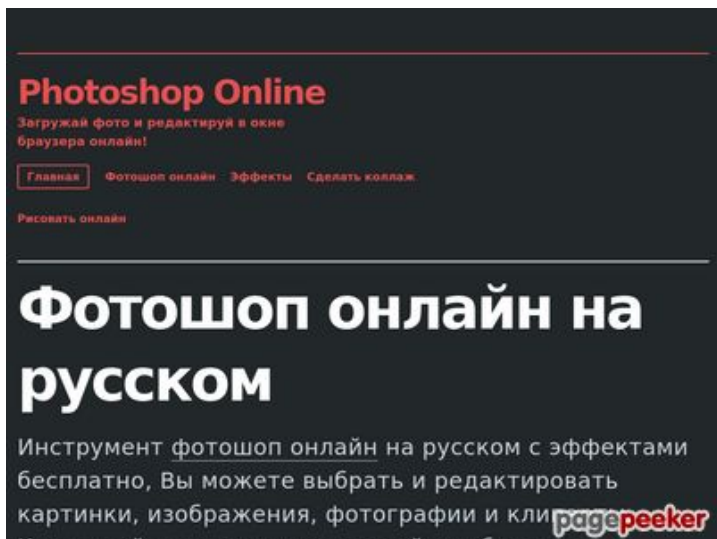 Photoshop Online
Загружай фото и редактируй в окне
браузера онлайн!
Главная Фотошоп онлайн Эффекты Сделать коллаж
Рисовать онлайн
Фотошоп онлайн на
русском
Инструмент фотошоп онлайн на русском с эффектами
бесплатно, Вы можете выбрать и редактировать
картинки, изображения, фотографии и
pagepeeker